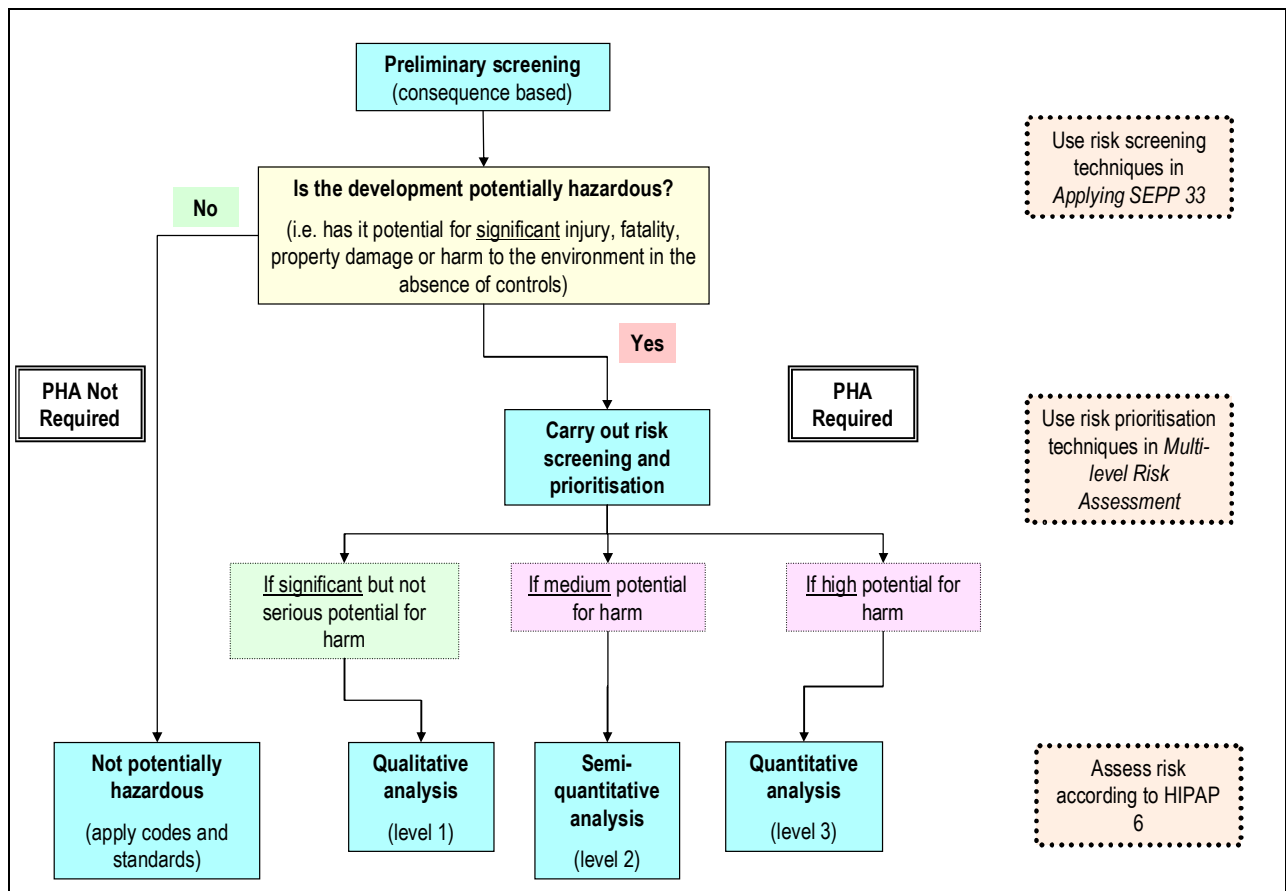 Preliminary screening
(consequence based)
Use risk screening
techniques in
Applying SEPP 33
Is the development potentially hazardous?
(i.e. has it potential for significant injury, fatality,
property damage or harm to the environment in the
absence of controls)
No
Yes
PHA Not
Required
PHA
Required
Carry out risk
screening and
prioritisation
Use risk prioritisation
techniques in Multi-
level Risk
Assessment
If significant but not
serious potential for
harm
If medium potential
for harm
If high potential for
harm
Not potentially
hazardous
(apply codes and
standards)
Qualitative
analysis
(level 1)
Semi-
quantitative
analysis
(level 2)
Quantitative
analysis
(level 3)
Assess risk
according to HIPAP
6